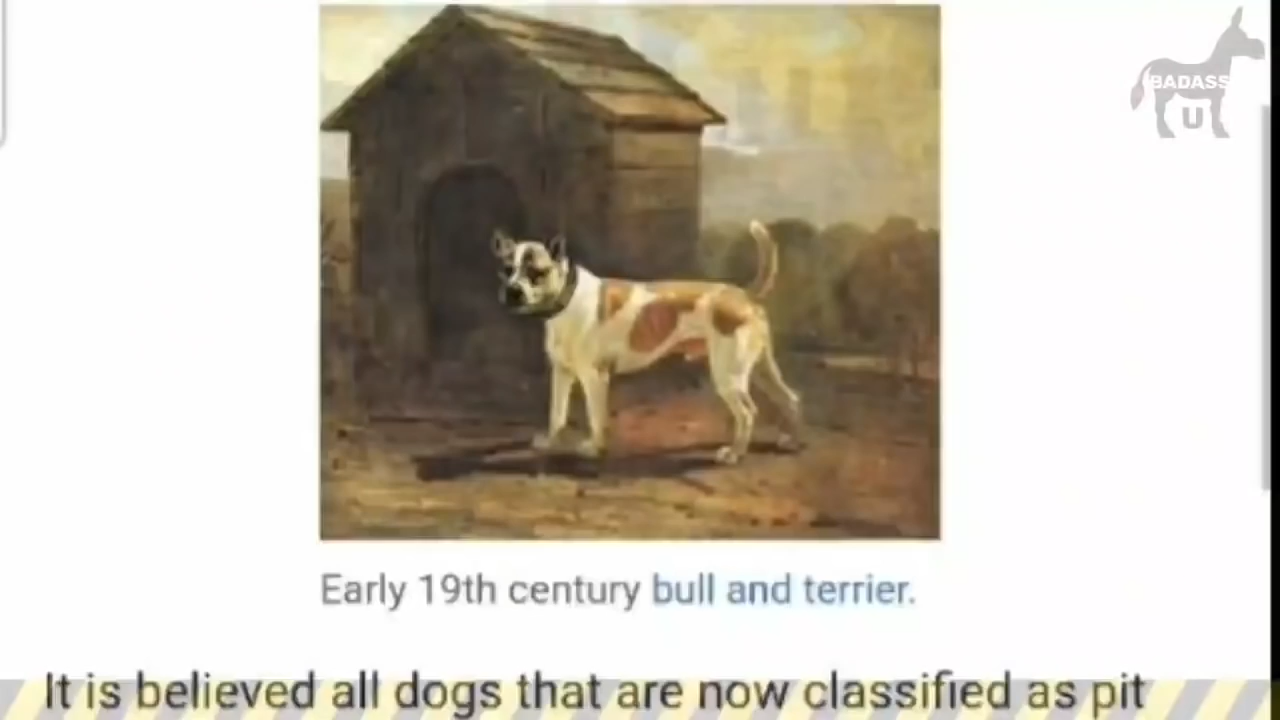 BADASS
U
Early 19th century bull and terrier.
It is believed all dogs that are now classified as pit